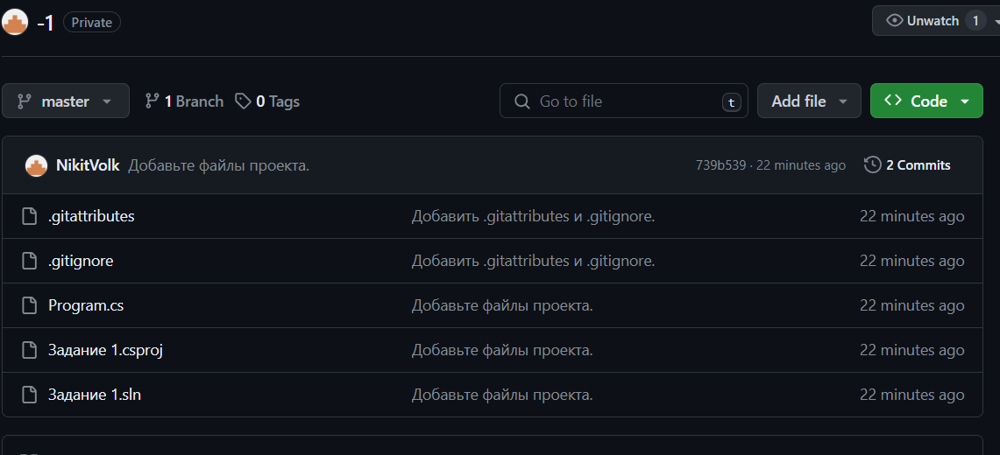 -1 Private Unwatch 1
master 1 Branch 0 Tags Go to file t Add file Code
NikitVolk Добавьте файлы проекта. 739b539 · 22 minutes ago 2 Commits
.gitattributes Добавить .gitattributes и .gitignore. 22 minutes ago
.gitignore Добавить .gitattributes и .gitignore. 22 minutes ago
Program.cs Добавьте файлы проекта. 22 minutes ago
Задание 1.csproj Добавьте файлы проекта. 22 minutes ago
Задание 1.sln Добавьте файлы проекта. 22 minutes ago